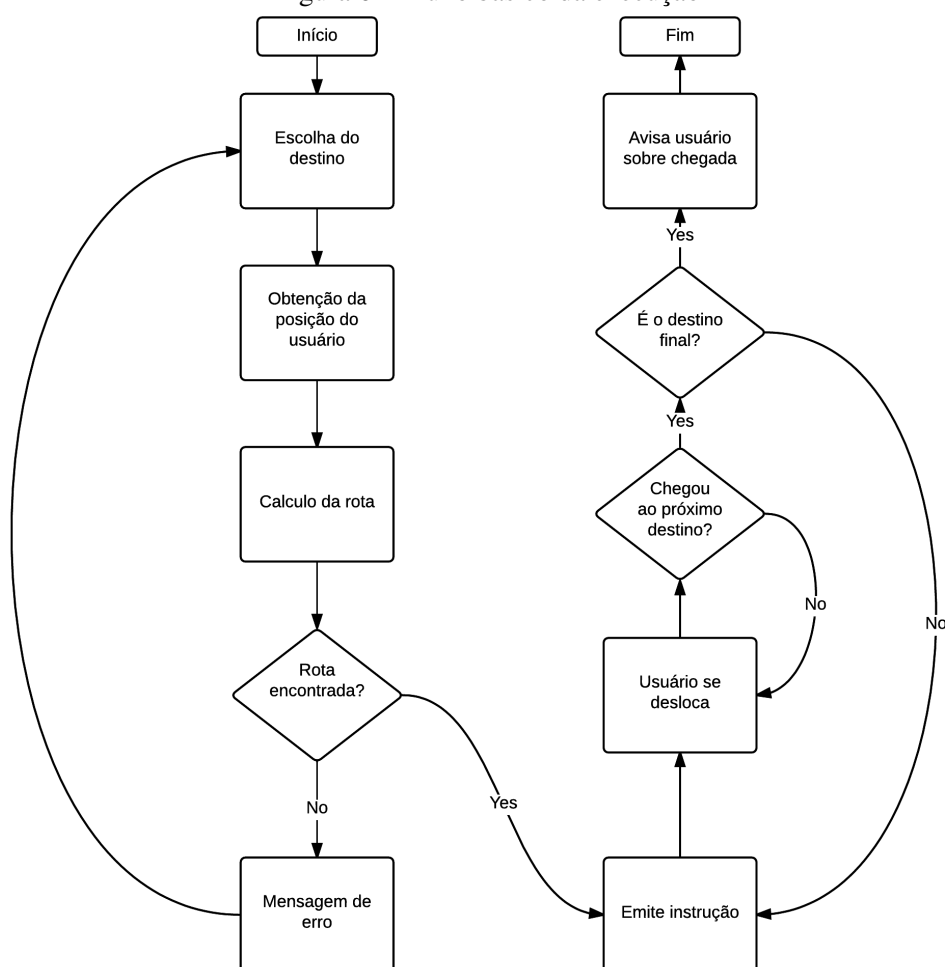 Início
Escolha do
destino
Obtenção da
posição do
usuário
Calculo da rota
Rota
encontrada?
No
Mensagem de
erro
Yes
Fim
Avisa usuário
sobre chegada
Yes
É o destino
final?
Yes
Chegou
ao próximo
destino?
No
No
Usuário se
desloca
Emite instrução